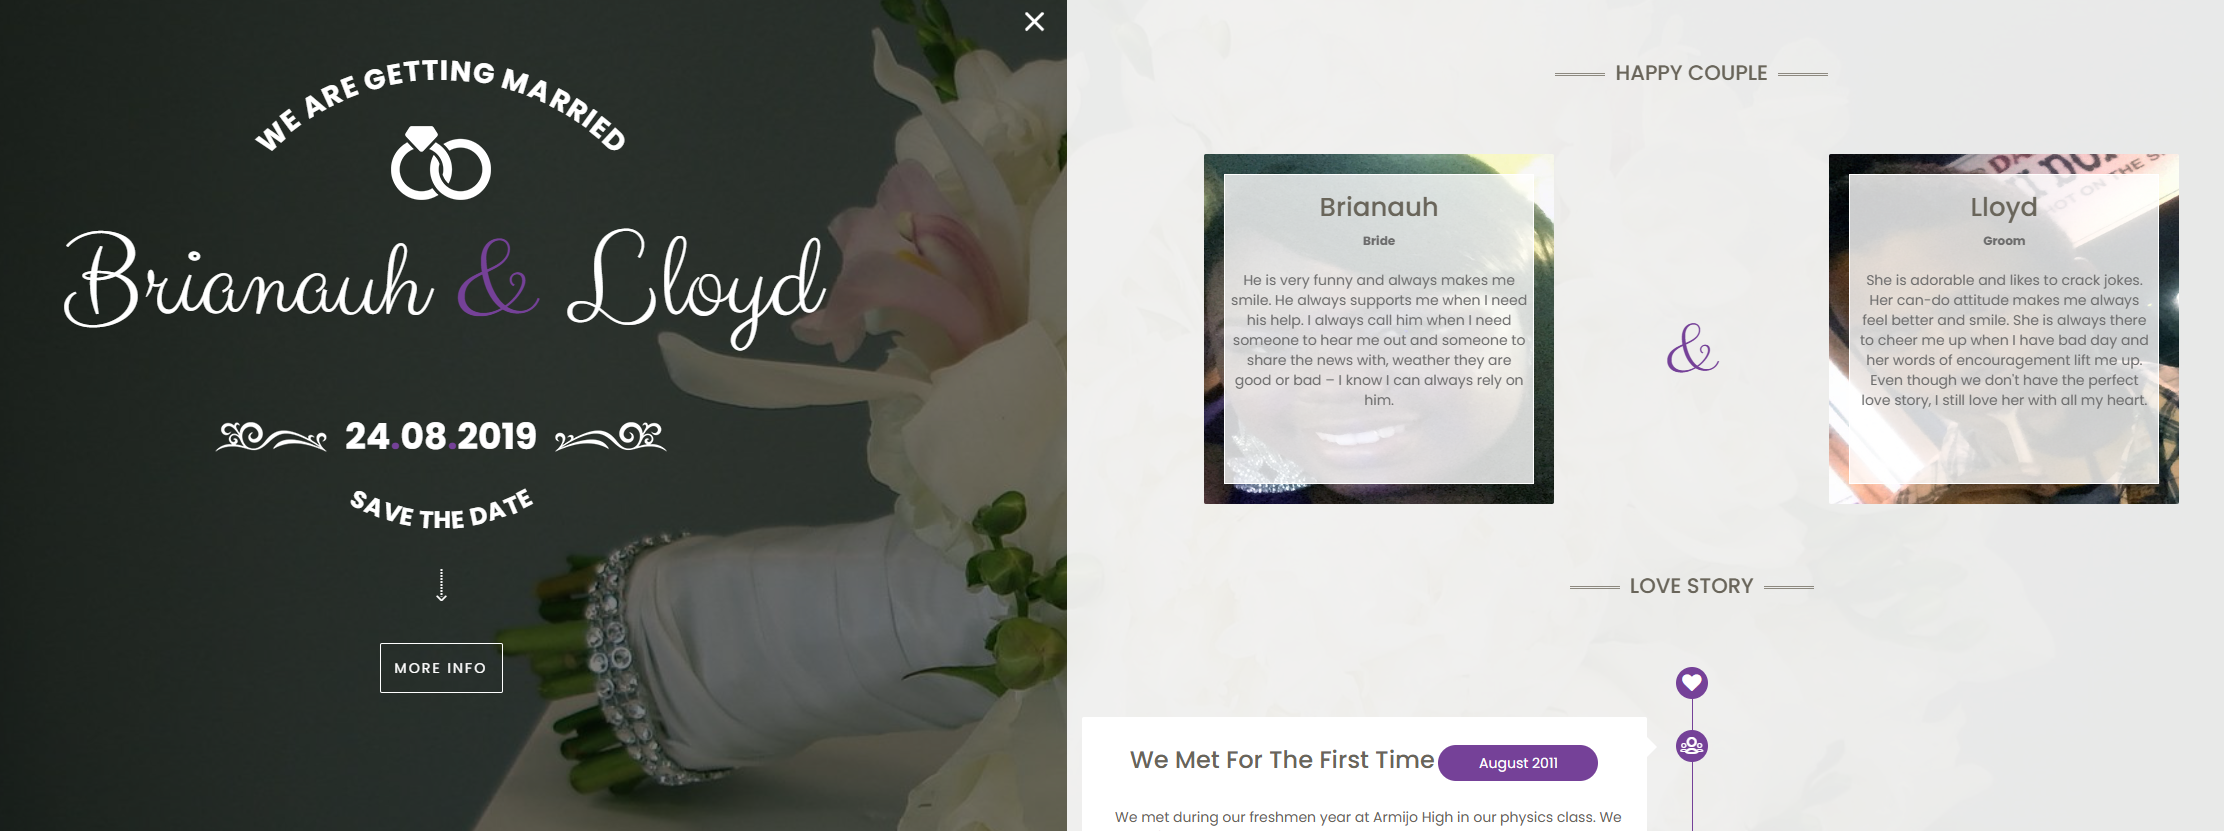 WE ARE GETTING MARRIED
Brianauh & Lloyd
24.08.2019
SAVE THE DATE
MORE INFO
HAPPY COUPLE
Brianauh
Bride
He is very funny and always makes me
smile. He always supports me when I need
his help. I always call him when I need
someone to hear me out and someone to
share the news with, weather they are
good or bad – I know I can always rely on
him.
&
Lloyd
Groom
She is adorable and likes to crack jokes.
Her can-do attitude makes me always
feel better and smile. She is always there
to cheer me up when I have bad day and
her words of encouragement lift me up.
Even though we don't have the perfect
love story, I still love her with all my heart.
LOVE STORY
We Met For The First Time
August 2011
We met during our freshmen year at Armijo High in our physics class. We